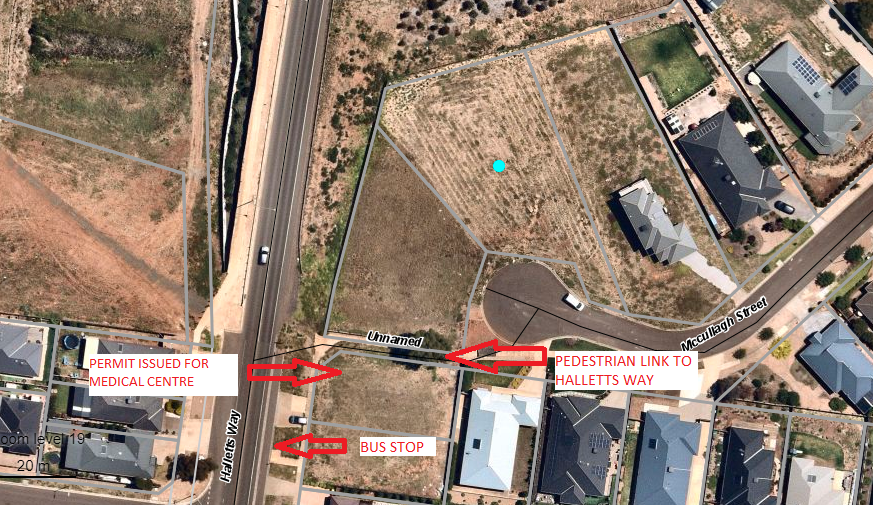 Mccullagh Street
Unnamed
PERMIT ISSUED FOR
MEDICAL CENTRE
PEDESTRIAN LINK TO
HALLETTS WAY
BUS STOP
Halletts Way
oom level 19
20 m